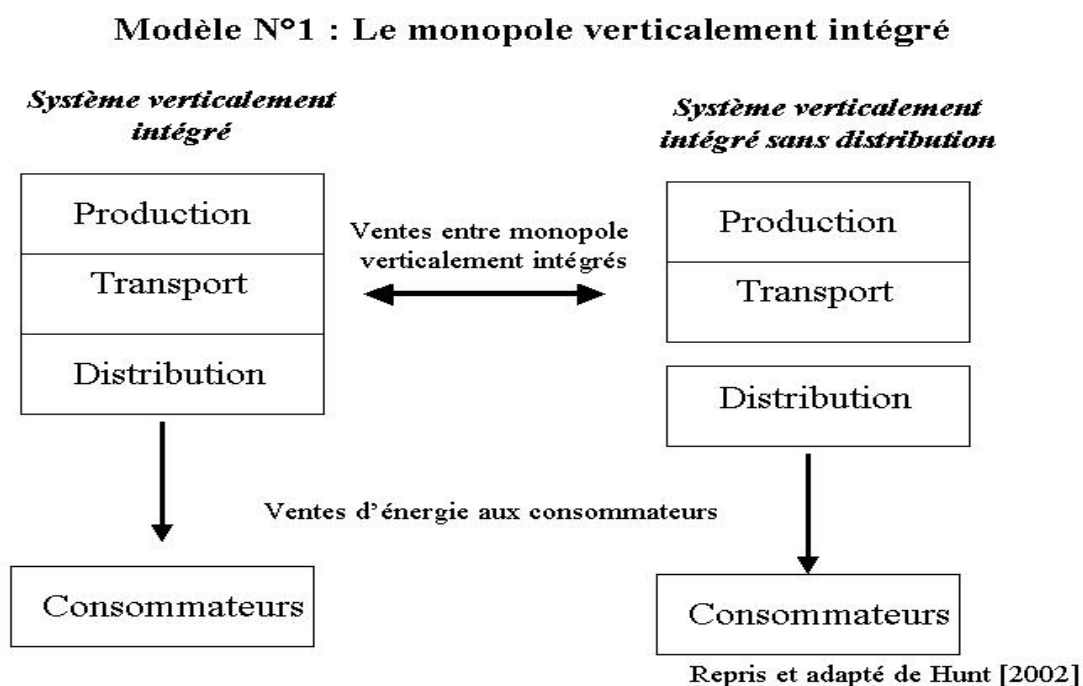 Modèle N°1 : Le monopole verticalement intégré
Système verticalement
intégré
Production
Transport
Distribution
Consommateurs
Ventes entre monopole
verticalement intégrés
Ventes d'énergie aux consommateurs
Système verticalement
intégré sans distribution
Production
Transport
Distribution
Consommateurs
Repris et adapté de Hunt [2002]